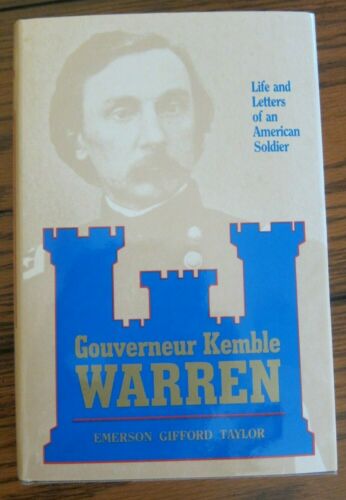 Life and
Letters
of an
American
Soldier
Gouverneur Kemble
WARREN
EMERSON GIFFORD TAYLOR